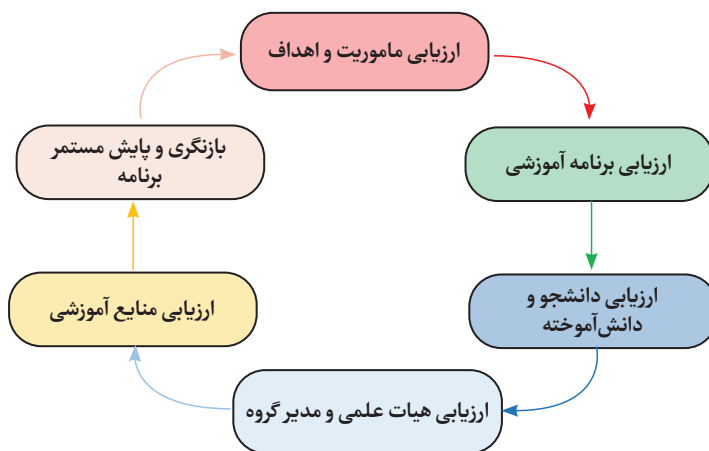 ارزیابی ماموریت و اهداف
ارزیابی برنامه آموزشی
ارزیابی دانشجو و
دانش‌آموخته
ارزیابی هیات علمی و مدیر گروه
ارزیابی منابع آموزشی
بازنگری و پایش مستمر
برنامه